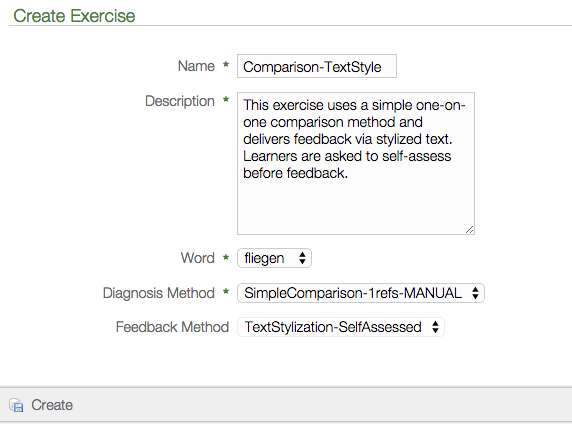 Create Exercise
Name * Comparison-TextStyle
Description * This exercise uses a simple one-on-
one comparison method and
delivers feedback via stylized text.
Learners are asked to self-assess
before feedback.
Word * fliegen
Diagnosis Method * SimpleComparison-1refs-MANUAL
Feedback Method TextStylization-SelfAssessed
Create